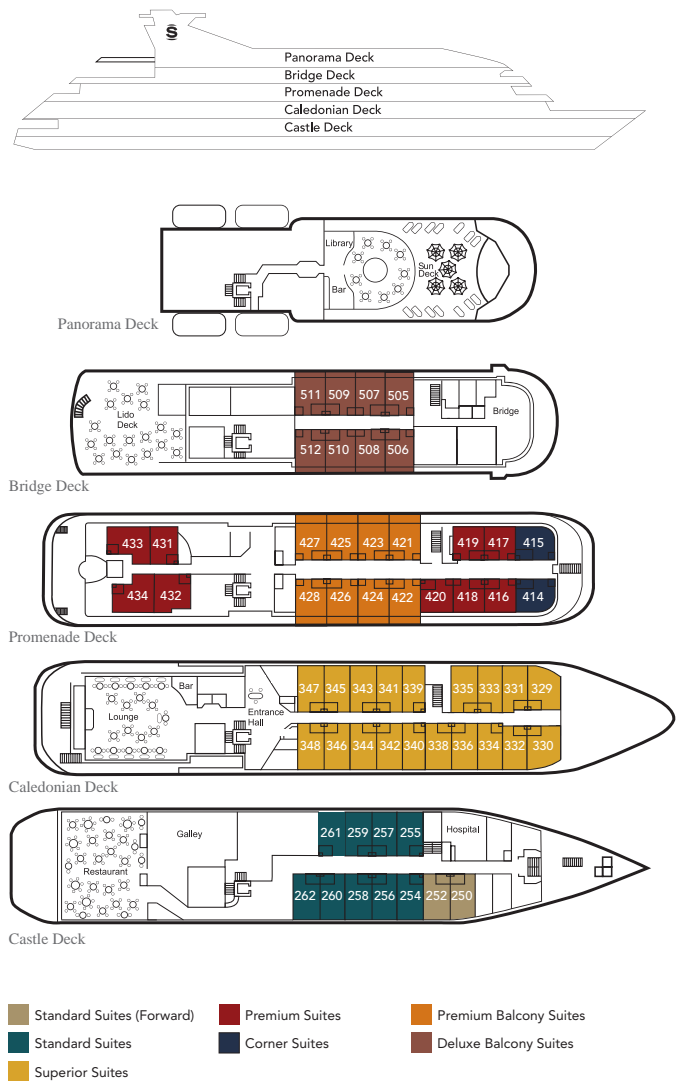 S
Panorama Deck
Bridge Deck
Promenade Deck
Caledonian Deck
Castle Deck
Library
Bar
Sun
Deck
Panorama Deck
511 509 507 505
Lido
Deck
Bridge
512 510 508 506
Bridge Deck
433 431 427 425 423 421 419 417 415
434 432 428 426 424 422 420 418 416 414
Promenade Deck
347 345 343 341 339 335 333 331 329
Bar
Lounge
Entrance
Hall
348 346 344 342 340 338 336 334 332 330
Caledonian Deck
261 259 257 255
Galley
Hospital
Restaurant
262 260 258 256 254 252 250
Castle Deck
Standard Suites (Forward)
Premium Suites
Premium Balcony Suites
Standard Suites
Corner Suites
Deluxe Balcony Suites
Superior Suites